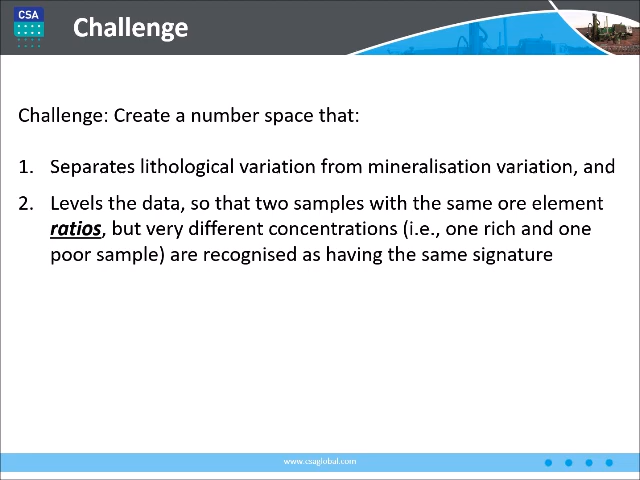 CSA
Challenge
Challenge: Create a number space that:
1. Separates lithological variation from mineralisation variation, and
2. Levels the data, so that two samples with the same ore element
ratios, but very different concentrations (i.e., one rich and one
poor sample) are recognised as having the same signature
www.csaglobal.com